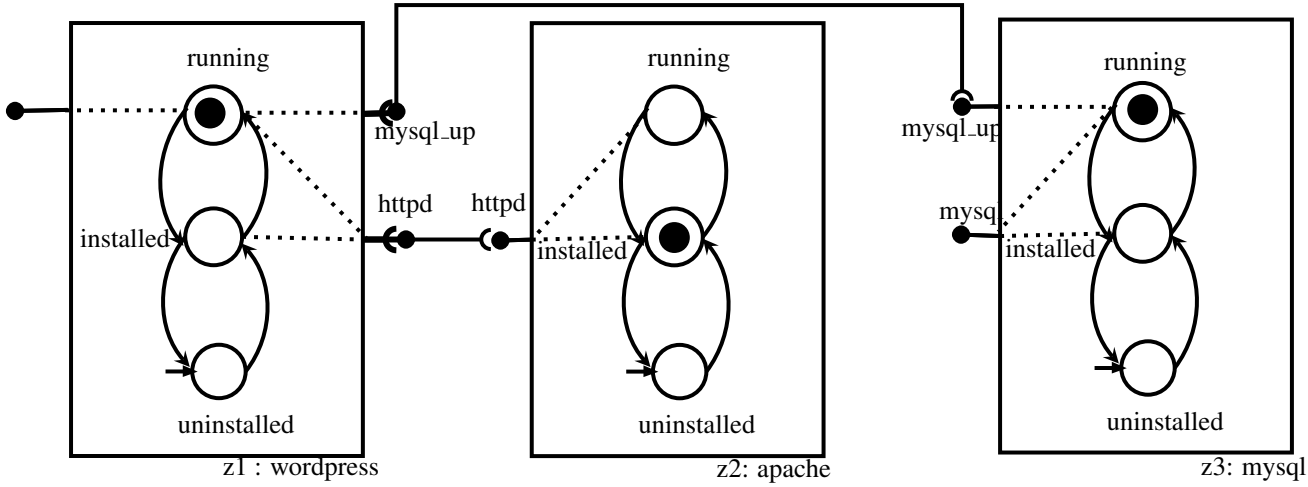 running
mysql_up
httpd
installed
uninstalled
z1 : wordpress
running
httpd
installed
uninstalled
z2: apache
running
mysql_up
mysql
installed
uninstalled
z3: mysql